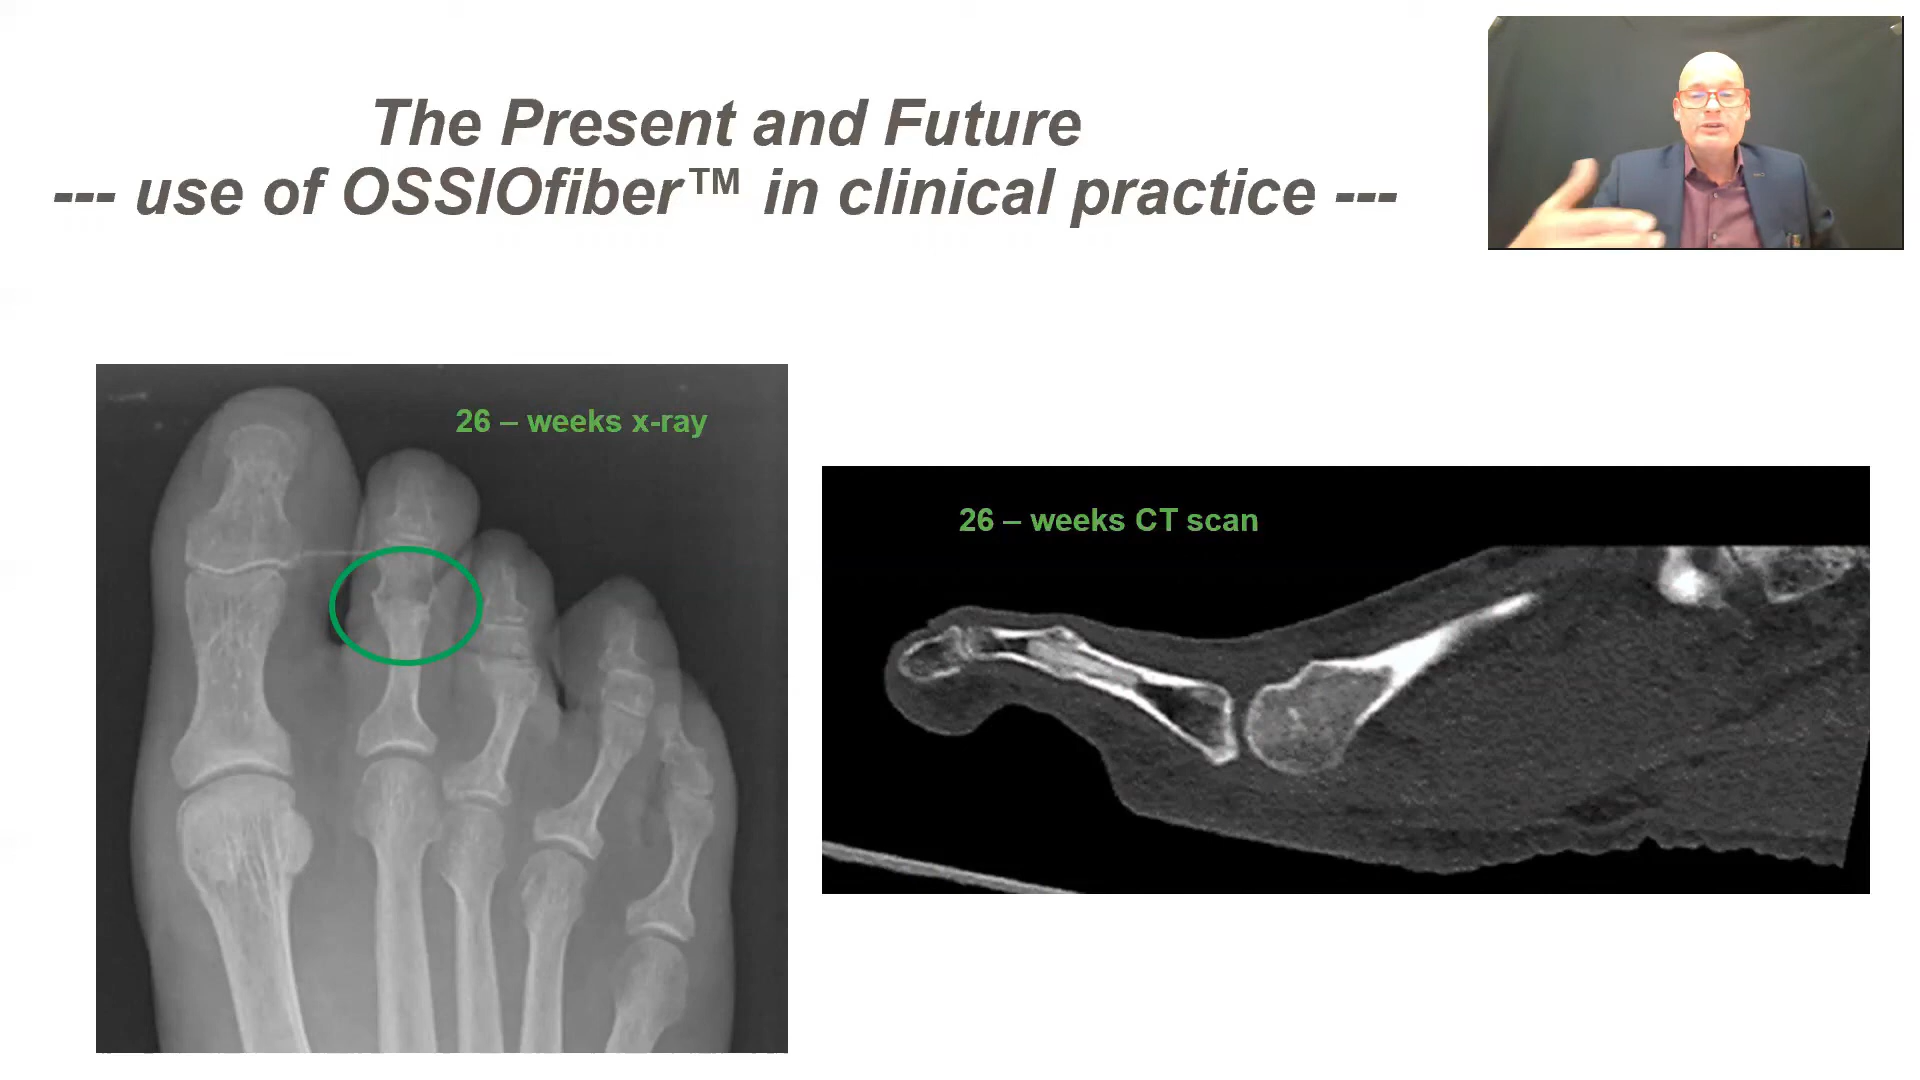 The Present and Future
--- use of OSSIOfiber™ in clinical practice ---
26 – weeks x-ray
26 – weeks CT scan